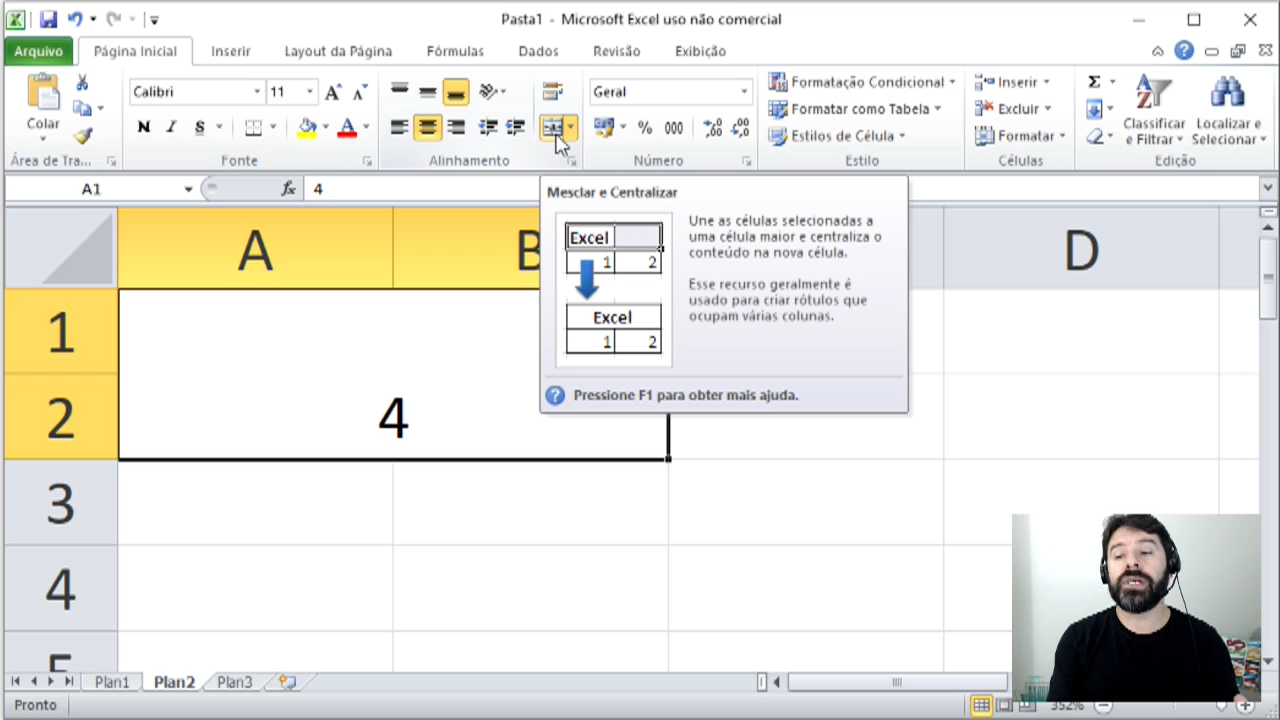 Pasta1 - Microsoft Excel uso não comercial
Arquivo Página Inicial Inserir Layout da Página Fórmulas Dados Revisão Exibição
Calibri 11 Geral
Formatação Condicional
Inserir
Formatar como Tabela
Excluir
Colar
N I S
% 000
Estilos de Célula
Formatar
Classificar e Filtrar
Localizar e Selecionar
Área de Tra... Fonte Alinhamento Número Estilo Células Edição
A1 fx 4
Mesclar e Centralizar
Excel
1 2
Excel
1 2
Une as células selecionadas a
uma célula maior e centraliza o
conteúdo na nova célula.
Esse recurso geralmente é
usado para criar rótulos que
ocupam várias colunas.
Pressione F1 para obter mais ajuda.
A B D
1
2 4
3
4
5
Plan1 Plan2 Plan3
Pronto 352%